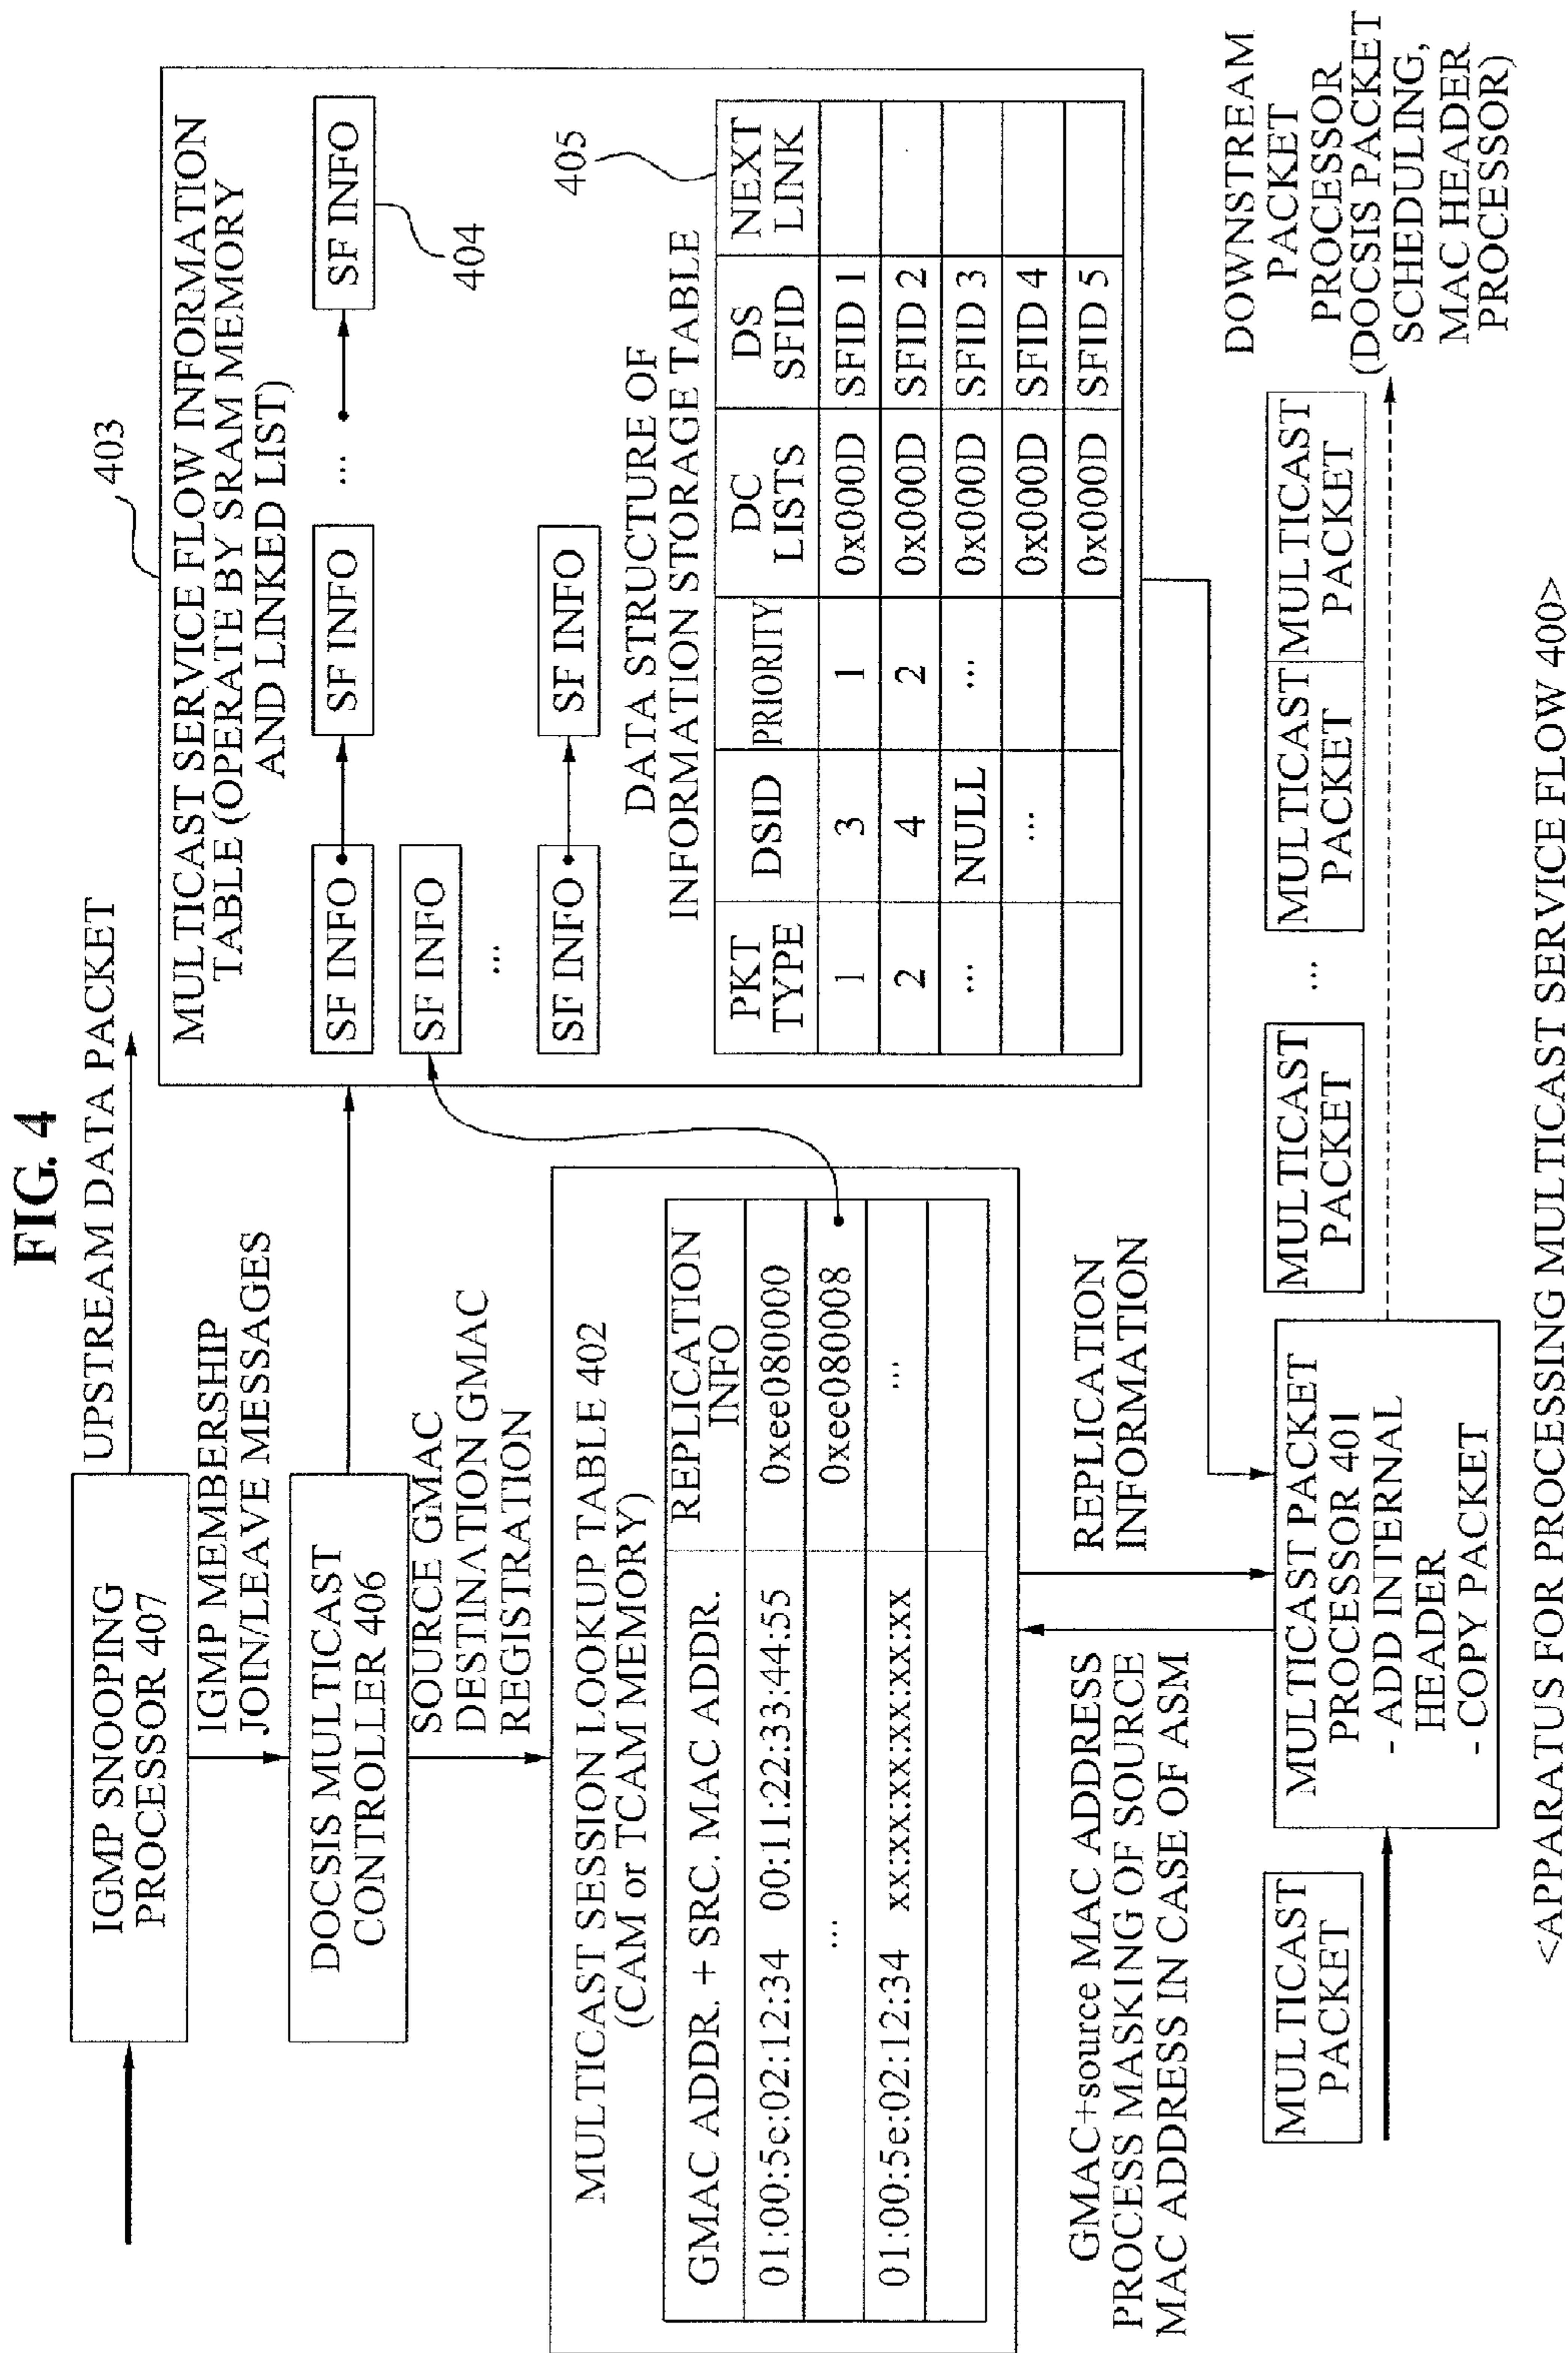 FIG. 4
UPSTREAM DATA PACKET
IGMP SNOOPING
PROCESSOR 407
IGMP MEMBERSHIP
JOIN/LEAVE MESSAGES
DOCSIS MULTICAST
CONTROLLER 406
SOURCE GMAC
DESTINATION GMAC
REGISTRATION
MULTICAST SESSION LOOKUP TABLE 402
(CAM or TCAM MEMORY)
GMAC ADDR. + SRC. MAC ADDR.
REPLICATION
INFO
01:00:5e:02:12:34 00:11:22:33:44:55
0xee080000
...
0xee080008
01:00:5e:02:12:34 xx:xx:xx:xx:xx:xx
...
403
MULTICAST SERVICE FLOW INFORMATION
TABLE (OPERATE BY SRAM MEMORY
AND LINKED LIST)
SF INFO
SF INFO
...
SF INFO
404
SF INFO
...
SF INFO
SF INFO
DATA STRUCTURE OF
INFORMATION STORAGE TABLE
405
PKT
TYPE
DSID
PRIORITY
DC
LISTS
DS
SFID
NEXT
LINK
1 3 1 0x000D SFID 1
2 4 2 0x000D SFID 2
... NULL ... 0x000D SFID 3
... 0x000D SFID 4
0x000D SFID 5
GMAC+source MAC ADDRESS
PROCESS MASKING OF SOURCE
MAC ADDRESS IN CASE OF ASM
REPLICATION
INFORMATION
MULTICAST
PACKET
MULTICAST PACKET
PROCESSOR 401
- ADD INTERNAL
HEADER
- COPY PACKET
MULTICAST
PACKET
...
MULTICAST
PACKET
MULTICAST
PACKET
DOWNSTREAM
PACKET
PROCESSOR
(DOCSIS PACKET
SCHEDULING,
MAC HEADER
PROCESSOR)
<APPARATUS FOR PROCESSING MULTICAST SERVICE FLOW 400>